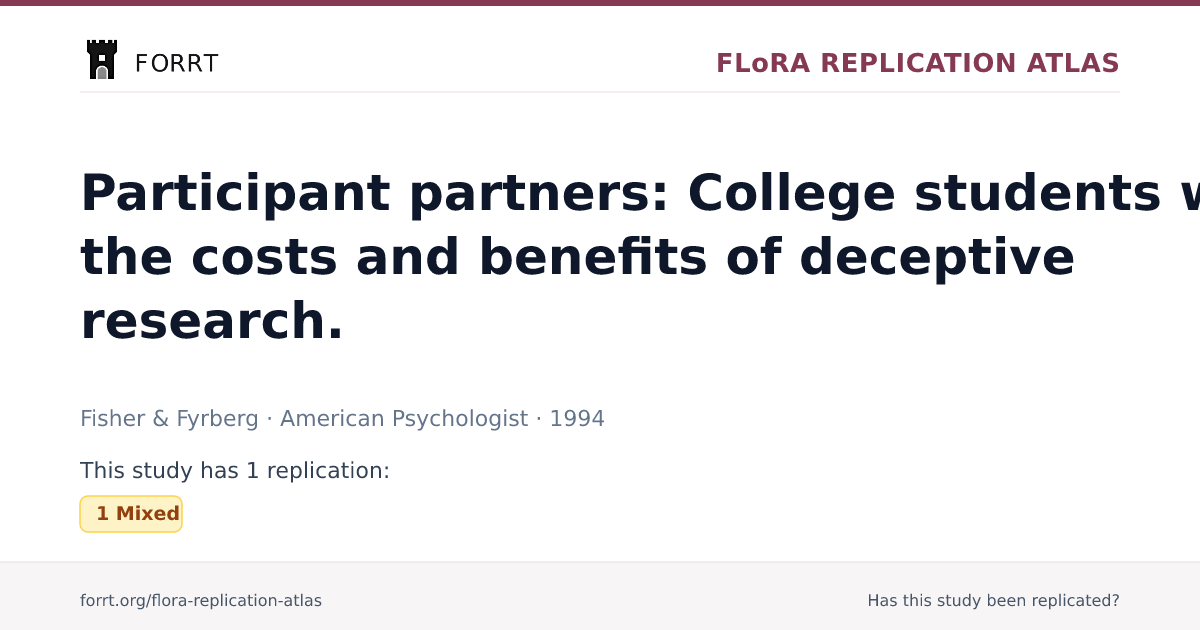 FORRT
FLoRA REPLICATION ATLAS
Participant partners: College students
the costs and benefits of deceptive
research.
Fisher & Fyrberg · American Psychologist · 1994
This study has 1 replication:
1 Mixed
forrt.org/flora-replication-atlas
Has this study been replicated?